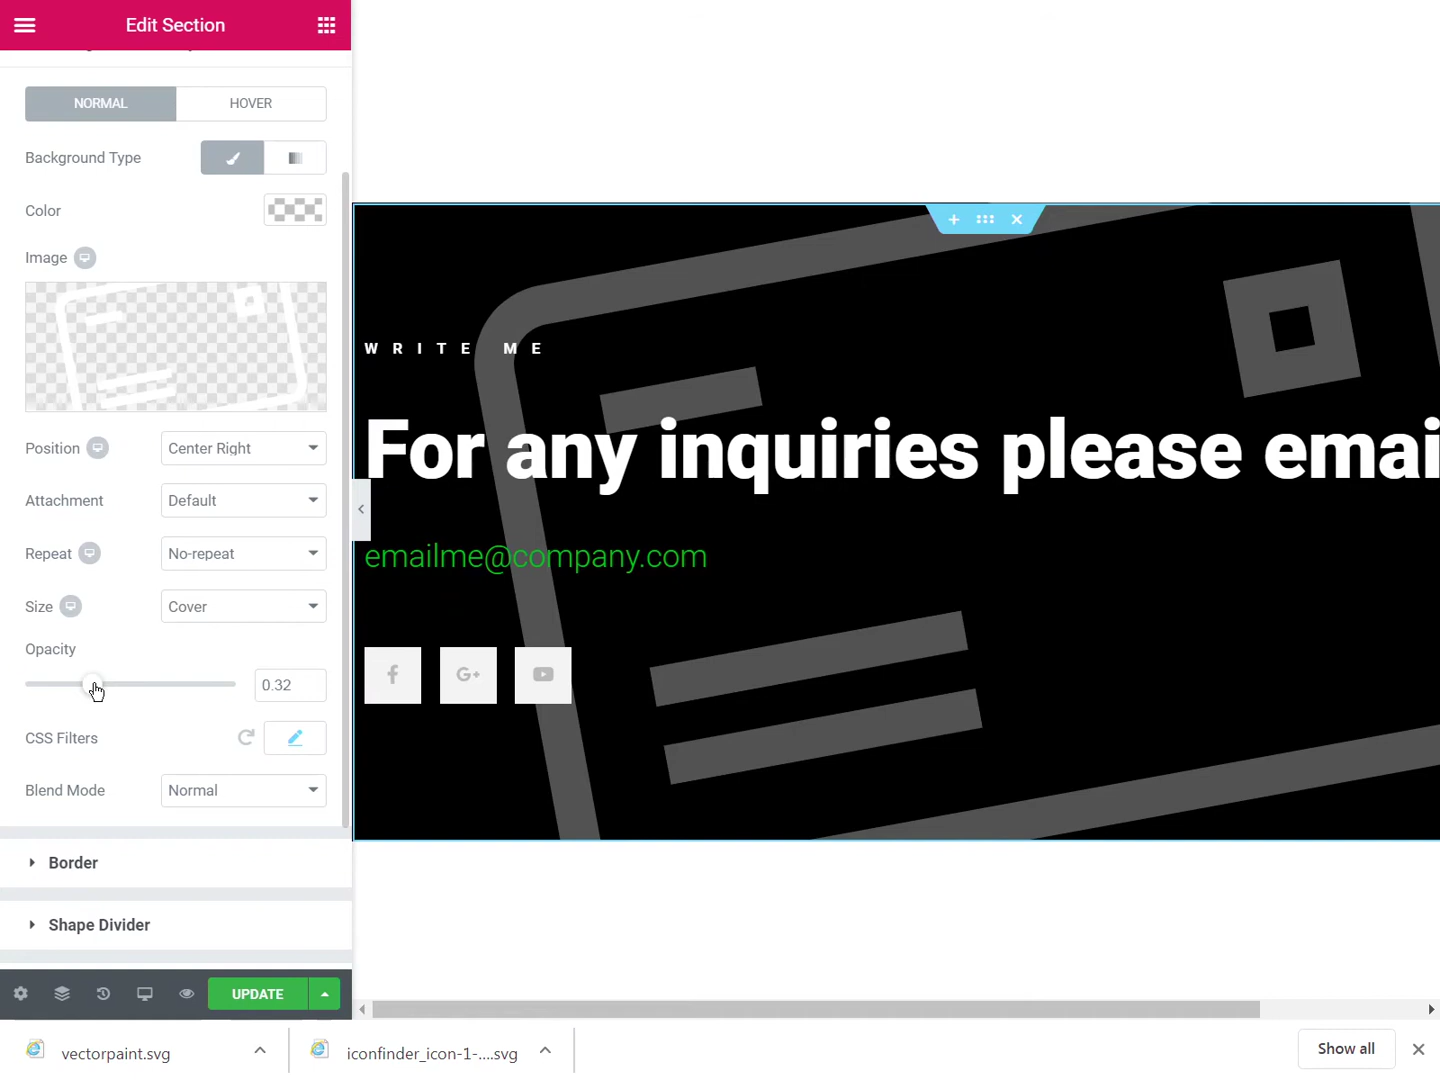 Edit Section
NORMAL
HOVER
Background Type
Color
Image
Position
Center Right
Attachment
Default
Repeat
No-repeat
Size
Cover
Opacity
0.32
CSS Filters
Blend Mode
Normal
Border
Shape Divider
UPDATE
WRITE ME
For any inquiries please emai
emailme@company.com
G+
vectorpaint.svg
iconfinder_icon-1-....svg
Show all